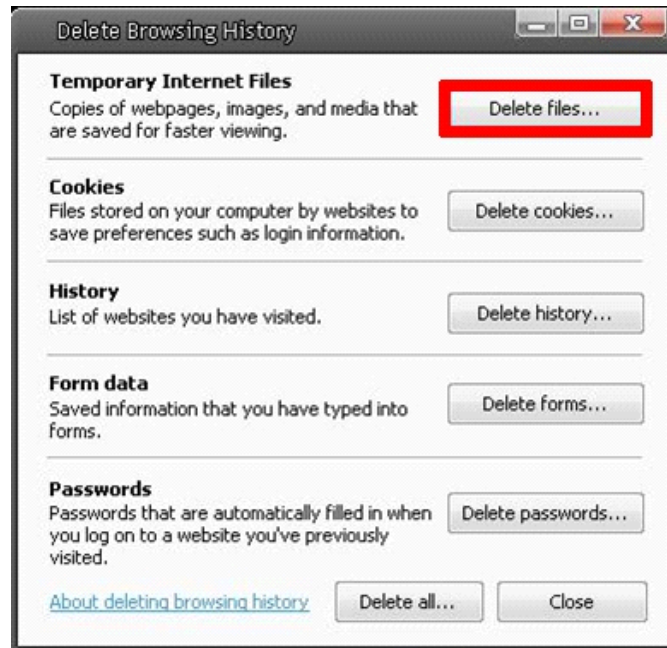 Delete Browsing History
Temporary Internet Files
Copies of webpages, images, and media that
are saved for faster viewing.
Delete files...
Cookies
Files stored on your computer by websites to
save preferences such as login information.
Delete cookies...
History
List of websites you have visited.
Delete history...
Form data
Saved information that you have typed into
forms.
Delete forms...
Passwords
Passwords that are automatically filled in when
you log on to a website you've previously
visited.
Delete passwords...
About deleting browsing history
Delete all...
Close